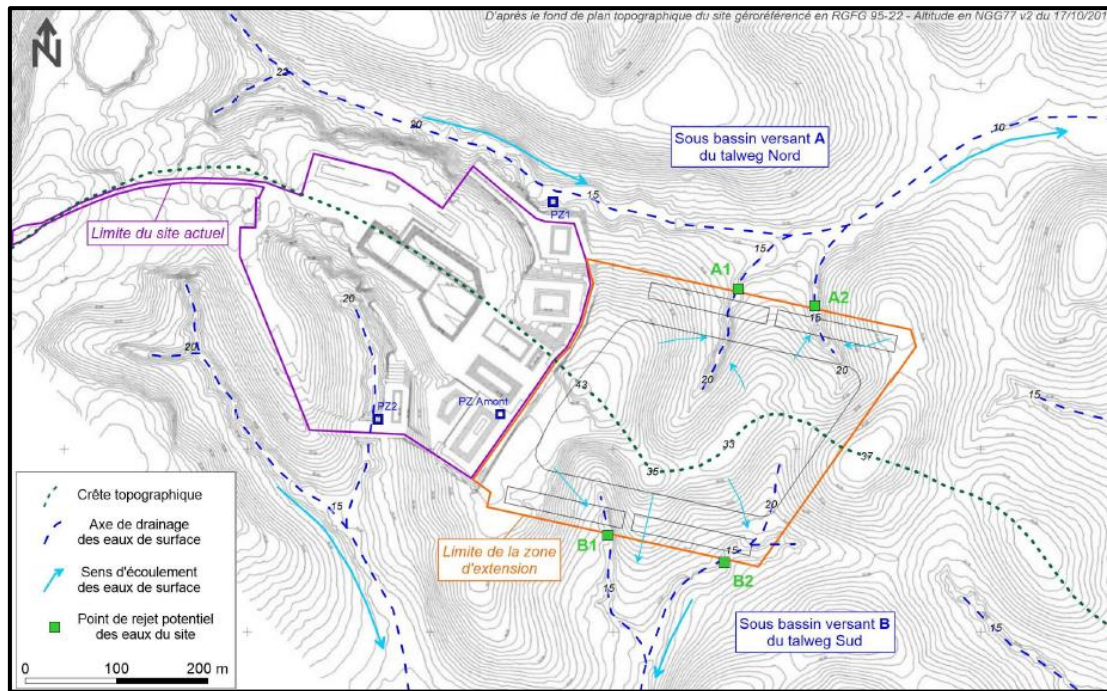 D'après le fond de plan topographique du site géroréférencé en RGFG 95-22 - Altitude en NGG77 v2 du 17/10/201
N
22
20
Sous bassin versant A
du talweg Nord
10
15
PZ1
Limite du site actuel
15
A1
A2
20
15
20
20
20
43
PZ2
PZ Amont
33
37
35
15
20
15
Crête topographique
Axe de drainage
des eaux de surface
Sens d'écoulement
des eaux de surface
Point de rejet potentiel
des eaux du site
0 100 200 m
Limite de la zone
d'extension
B1
15
15
B2
Sous bassin versant B
du talweg Sud
15